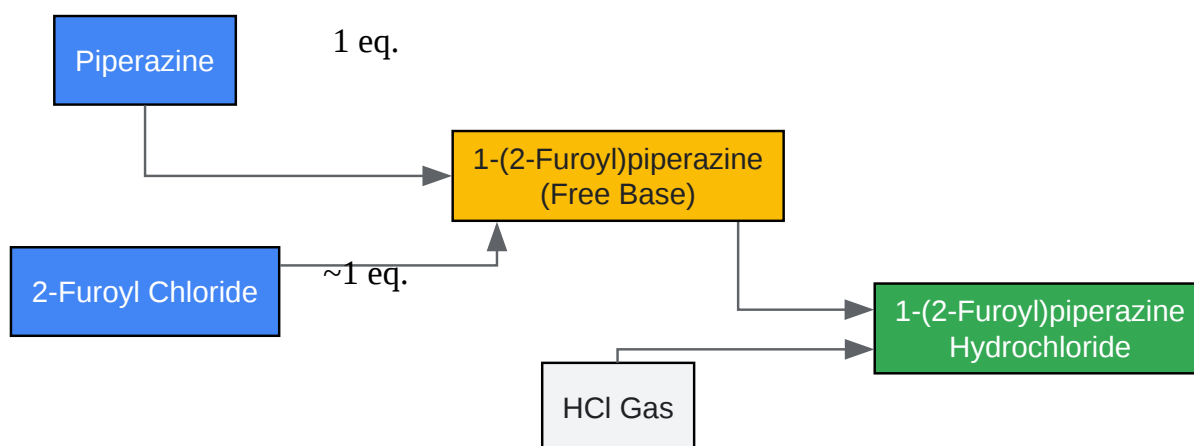 Piperazine
1 eq.
1-(2-Furoyl)piperazine
(Free Base)
2-Furoyl Chloride
~1 eq.
1-(2-Furoyl)piperazine
Hydrochloride
HCl Gas